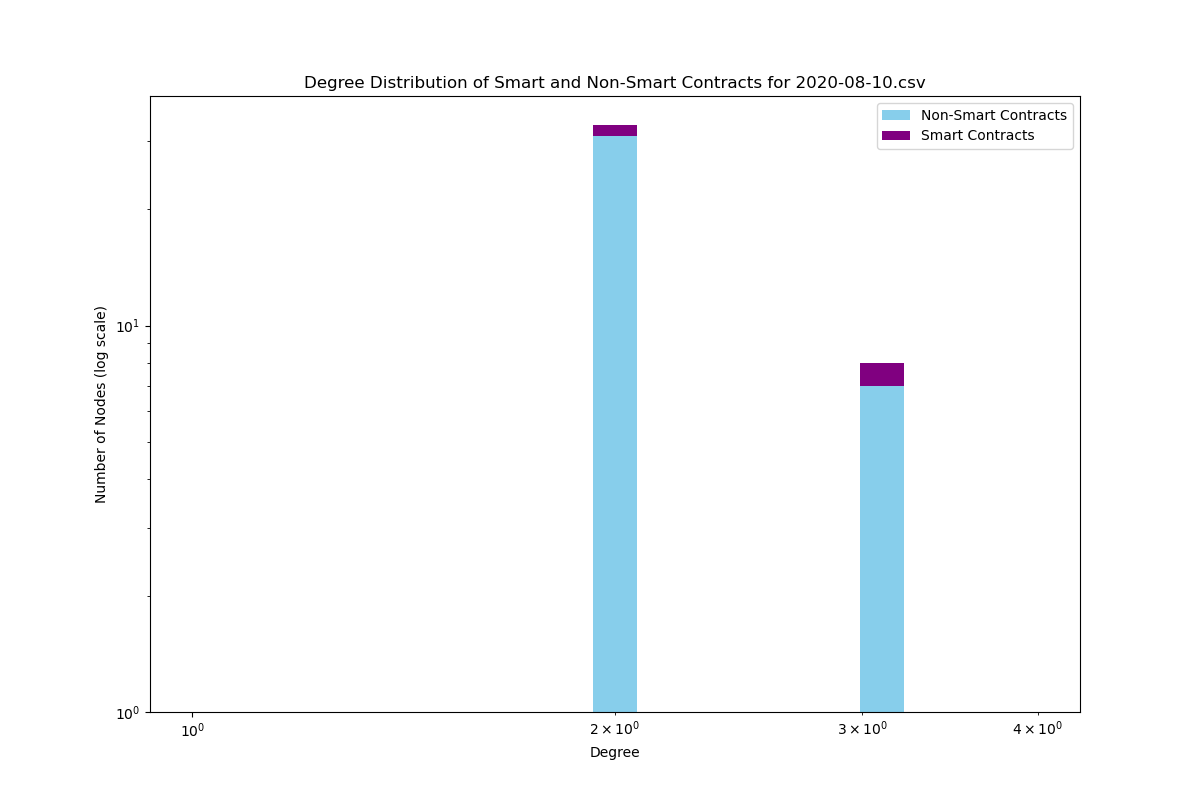 Degree Distribution of Smart and Non-Smart Contracts for 2020-08-10.csv
Non-Smart Contracts
Smart Contracts
Number of Nodes (log scale)
10¹
10⁰
10⁰
2 × 10⁰
3 × 10⁰
4 × 10⁰
Degree